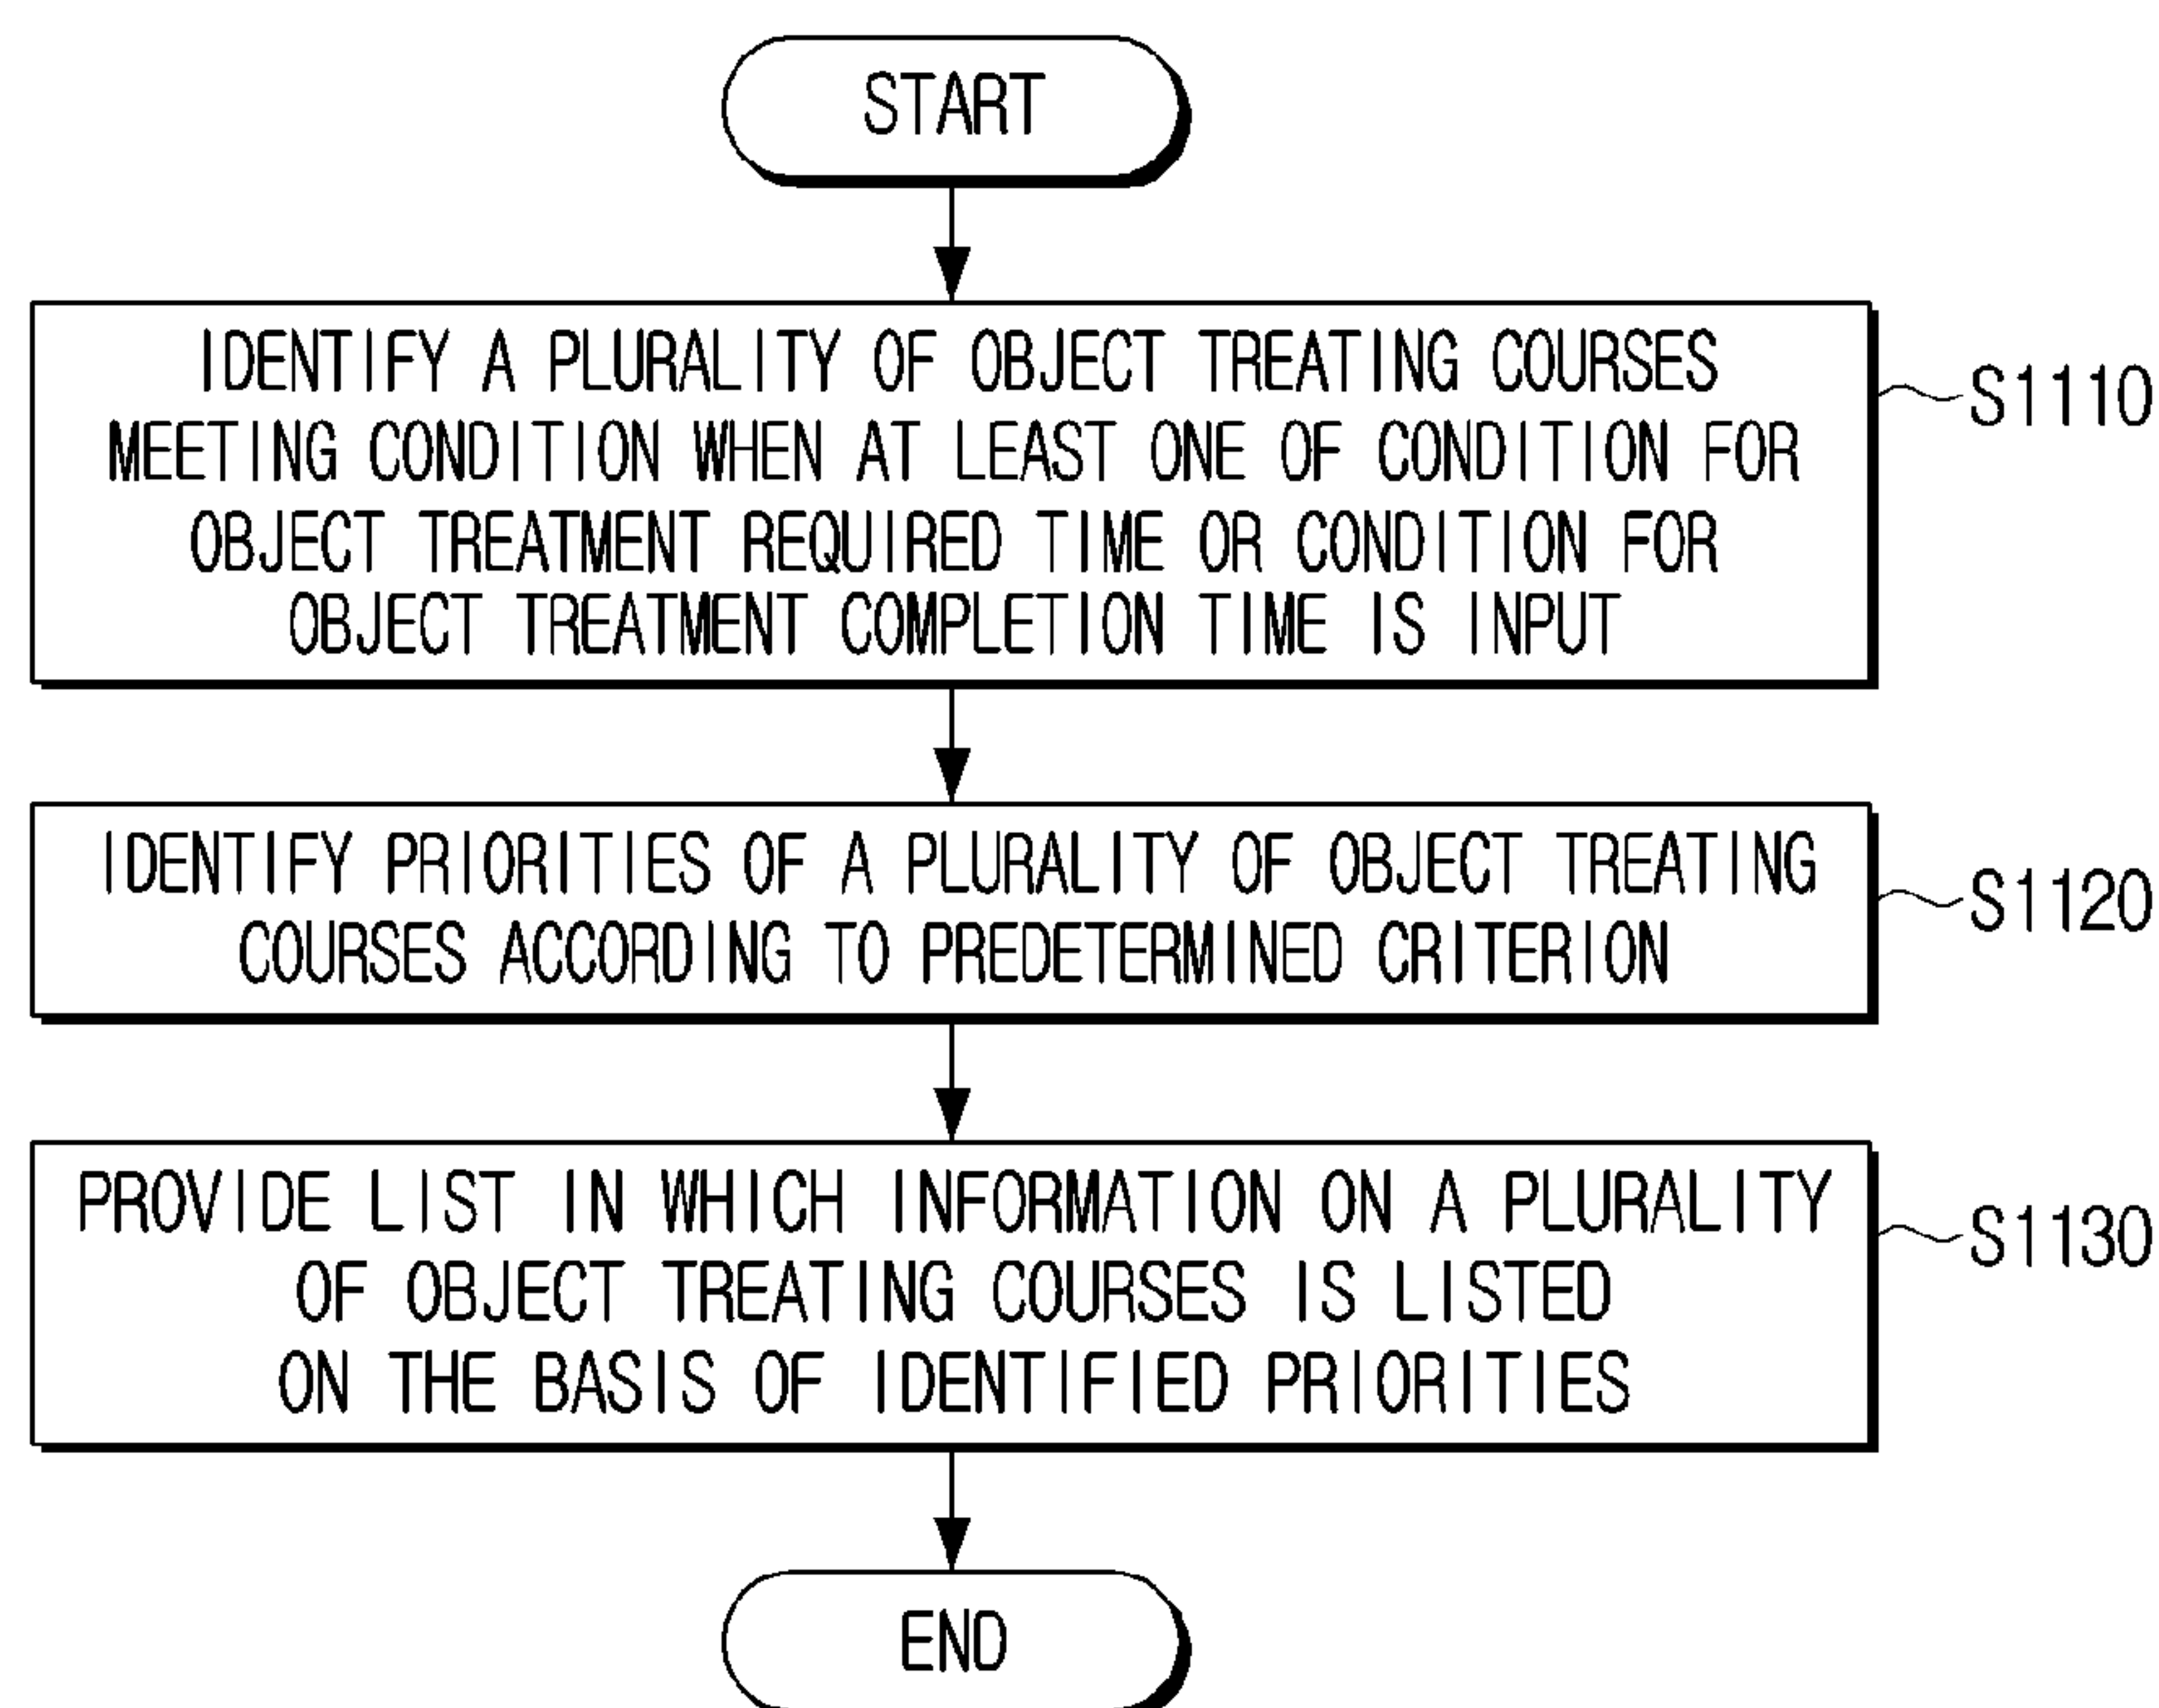 START
IDENTIFY A PLURALITY OF OBJECT TREATING COURSES
MEETING CONDITION WHEN AT LEAST ONE OF CONDITION FOR
OBJECT TREATMENT REQUIRED TIME OR CONDITION FOR
OBJECT TREATMENT COMPLETION TIME IS INPUT
S1110
IDENTIFY PRIORITIES OF A PLURALITY OF OBJECT TREATING
COURSES ACCORDING TO PREDETERMINED CRITERION
S1120
PROVIDE LIST IN WHICH INFORMATION ON A PLURALITY
OF OBJECT TREATING COURSES IS LISTED
ON THE BASIS OF IDENTIFIED PRIORITIES
S1130
END